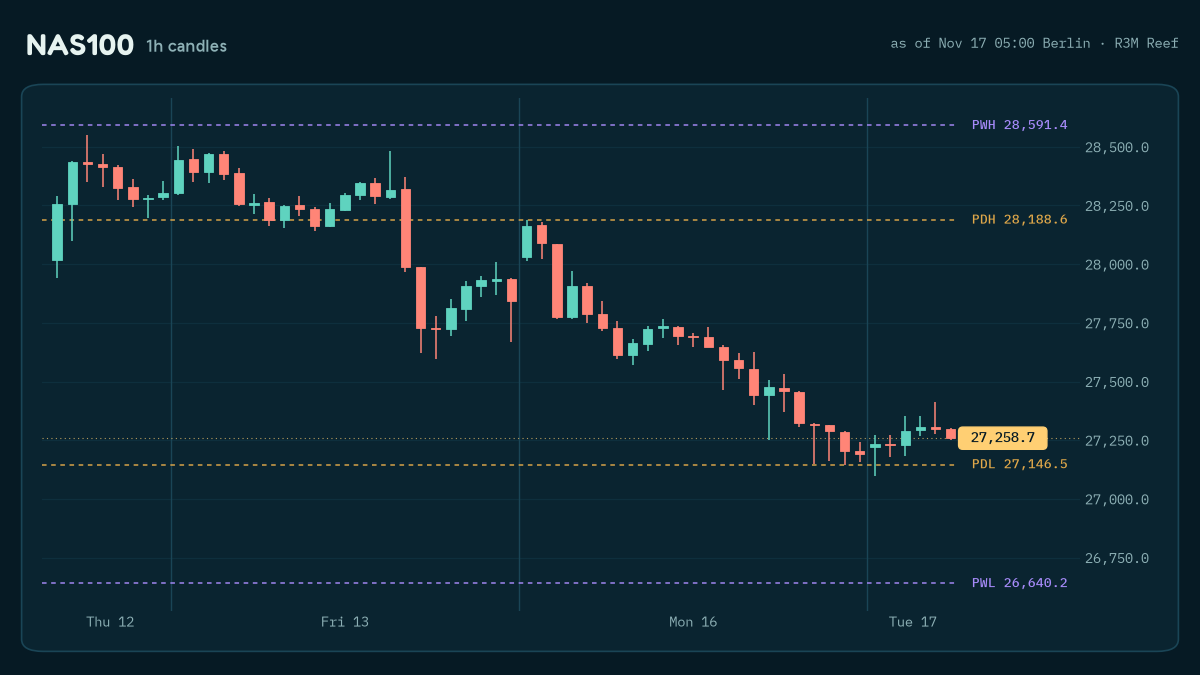 NAS100 1h candles
as of Nov 17 05:00 Berlin · R3M Reef
PWH 28,591.4
28,500.0
28,250.0
PDH 28,188.6
28,000.0
27,750.0
27,500.0
27,258.7
27,250.0
PDL 27,146.5
27,000.0
26,750.0
PWL 26,640.2
Thu 12 Fri 13 Mon 16 Tue 17